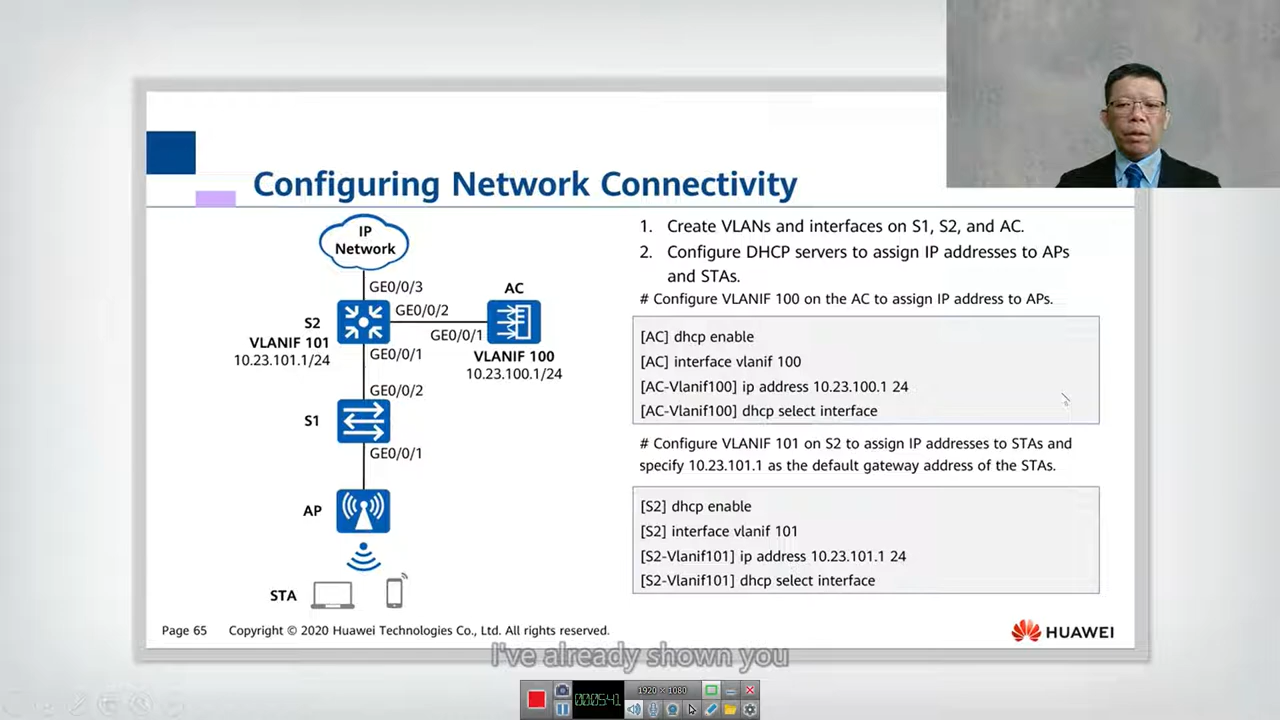 Configuring Network Connectivity
IP
Network
GE0/0/3
AC
GE0/0/2
S2
GE0/0/1
VLANIF 101
10.23.101.1/24
GE0/0/1
VLANIF 100
10.23.100.1/24
GE0/0/2
S1
GE0/0/1
AP
STA
1. Create VLANs and interfaces on S1, S2, and AC.
2. Configure DHCP servers to assign IP addresses to APs
and STAs.
# Configure VLANIF 100 on the AC to assign IP address to APs.
[AC] dhcp enable
[AC] interface vlanif 100
[AC-Vlanif100] ip address 10.23.100.1 24
[AC-Vlanif100] dhcp select interface
# Configure VLANIF 101 on S2 to assign IP addresses to STAs and
specify 10.23.101.1 as the default gateway address of the STAs.
[S2] dhcp enable
[S2] interface vlanif 101
[S2-Vlanif101] ip address 10.23.101.1 24
[S2-Vlanif101] dhcp select interface
Page 65 Copyright © 2020 Huawei Technologies Co., Ltd. All rights reserved.
HUAWEI
I've already shown you
1920 x 1080
000:05:41